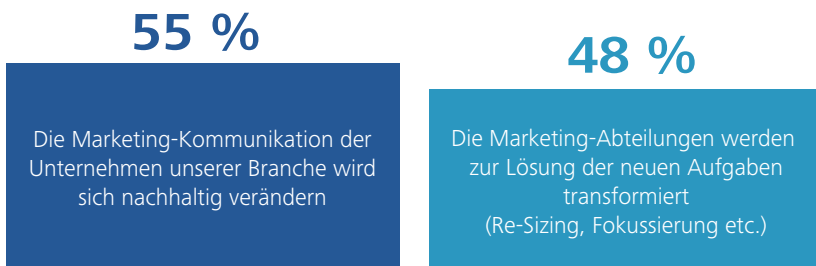 55 %
Die Marketing-Kommunikation der
Unternehmen unserer Branche wird
sich nachhaltig verändern
48 %
Die Marketing-Abteilungen werden
zur Lösung der neuen Aufgaben
transformiert
(Re-Sizing, Fokussierung etc.)